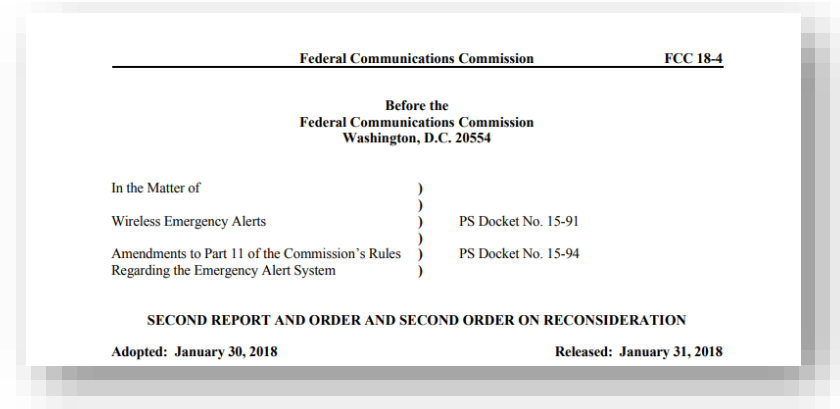 Federal Communications Commission FCC 18-4
Before the
Federal Communications Commission
Washington, D.C. 20554
In the Matter of )
)
Wireless Emergency Alerts ) PS Docket No. 15-91
)
Amendments to Part 11 of the Commission's Rules ) PS Docket No. 15-94
Regarding the Emergency Alert System )
SECOND REPORT AND ORDER AND SECOND ORDER ON RECONSIDERATION
Adopted: January 30, 2018 Released: January 31, 2018